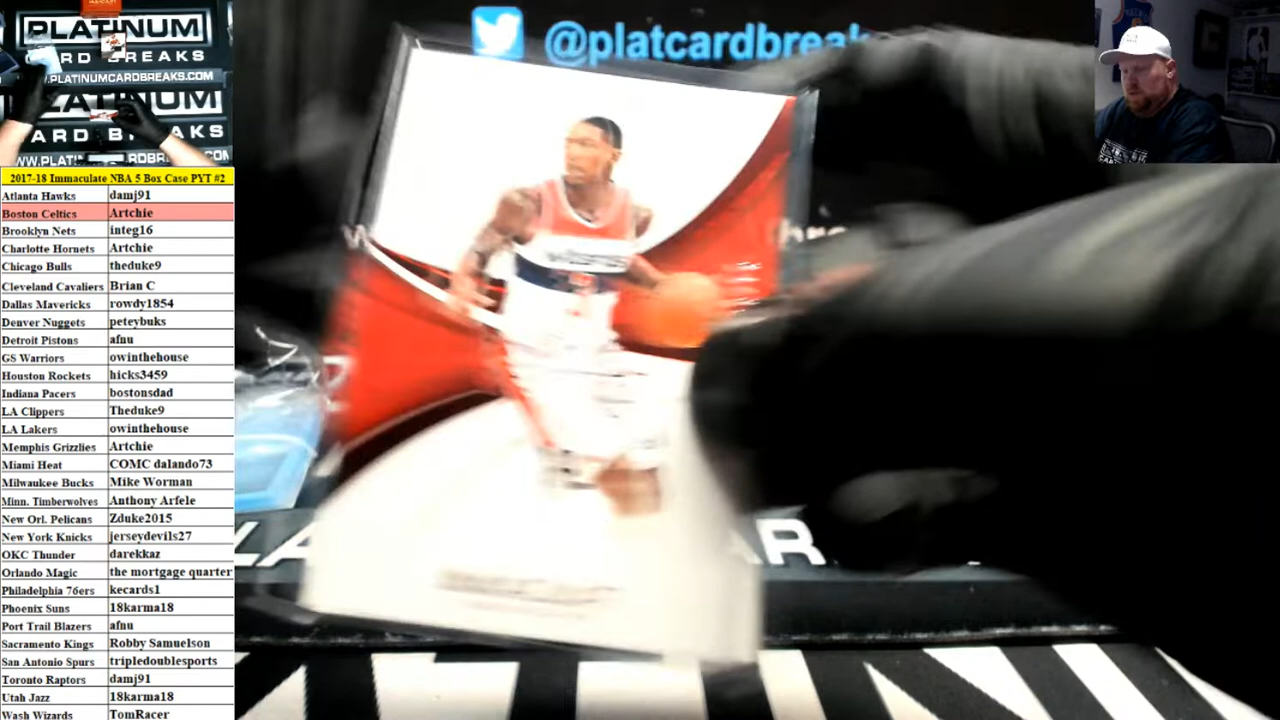 PLATINUM
ARD BREAKS
.PLATINUMCARDBREAKS.COM
LATINUM
ARD BREAKS
@platcardbreak
2017-18 Immaculate NBA 5 Box Case PYT #2
Atlanta Hawks damj91
Boston Celtics Artchie
Brooklyn Nets integ16
Charlotte Hornets Artchie
Chicago Bulls theduke9
Cleveland Cavaliers Brian C
Dallas Mavericks rowdy1854
Denver Nuggets peteybuks
Detroit Pistons afnu
GS Warriors owinthehouse
Houston Rockets hicks3459
Indiana Pacers bostonsdad
LA Clippers Theduke9
LA Lakers owinthehouse
Memphis Grizzlies Artchie
Miami Heat COMC dalando73
Milwaukee Bucks Mike Worman
Minn. Timberwolves Anthony Arfele
New Orl. Pelicans Zduke2015
New York Knicks jerseydevils27
OKC Thunder darekkaz
Orlando Magic the mortgage quarter
Philadelphia 76ers kecards1
Phoenix Suns 18karma18
Port Trail Blazers afnu
Sacramento Kings Robby Samuelson
San Antonio Spurs tripledoublesports
Toronto Raptors damj91
Utah Jazz 18karma18
Wash Wizards TomRacer